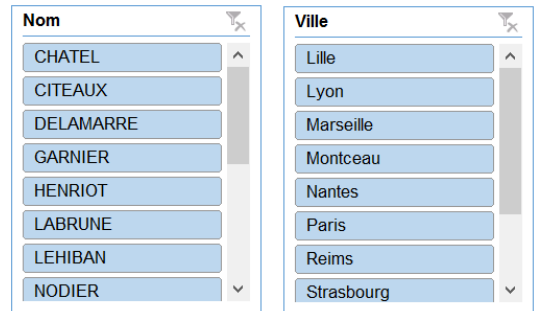 Nom
CHATEL
CITEAUX
DELAMARRE
GARNIER
HENRIOT
LABRUNE
LEHIBAN
NODIER
Ville
Lille
Lyon
Marseille
Montceau
Nantes
Paris
Reims
Strasbourg